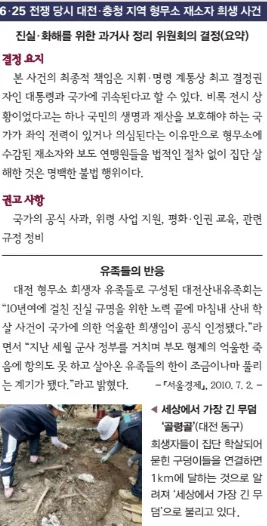 6·25 전쟁 당시 대전·충청 지역 형무소 재소자 희생 사건
진실·화해를 위한 과거사 정리 위원회의 결정(요약)
결정 요지
본 사건의 최종적 책임은 지휘·명령 계통상 최고 결정권
자인 대통령과 국가에 귀속된다고 할 수 있다. 비록 전시 상
황이었다고는 하나 국민의 생명과 재산을 보호해야 하는 국
가가 좌익 전력이 있거나 의심된다는 이유만으로 형무소에
수감된 재소자와 보도 연맹원들을 법적인 절차 없이 집단 살
해한 것은 명백한 불법 행위이다.
권고 사항
국가의 공식 사과, 위령 사업 지원, 평화·인권 교육, 관련
규정 정비
유족들의 반응
대전 형무소 희생자 유족들로 구성된 대전산내유족회는
“10년여에 걸친 진실 규명을 위한 노력 끝에 마침내 산내 학
살 사건이 국가에 의한 억울한 희생임이 공식 인정됐다.”라
면서 “지난 세월 군사 정부를 거치며 부모 형제의 억울한 죽
음에 항의도 못 하고 살아온 유족들의 한이 조금이나마 풀리
는 계기가 됐다.”라고 밝혔다. -『서울경제』, 2010. 7. 2. -
◀ 세상에서 가장 긴 무덤
‘골령골’(대전 동구)
희생자들이 집단 학살되어
묻힌 구덩이들을 연결하면
1km에 달하는 것으로 알
려져 ‘세상에서 가장 긴 무
덤’으로 불리고 있다.